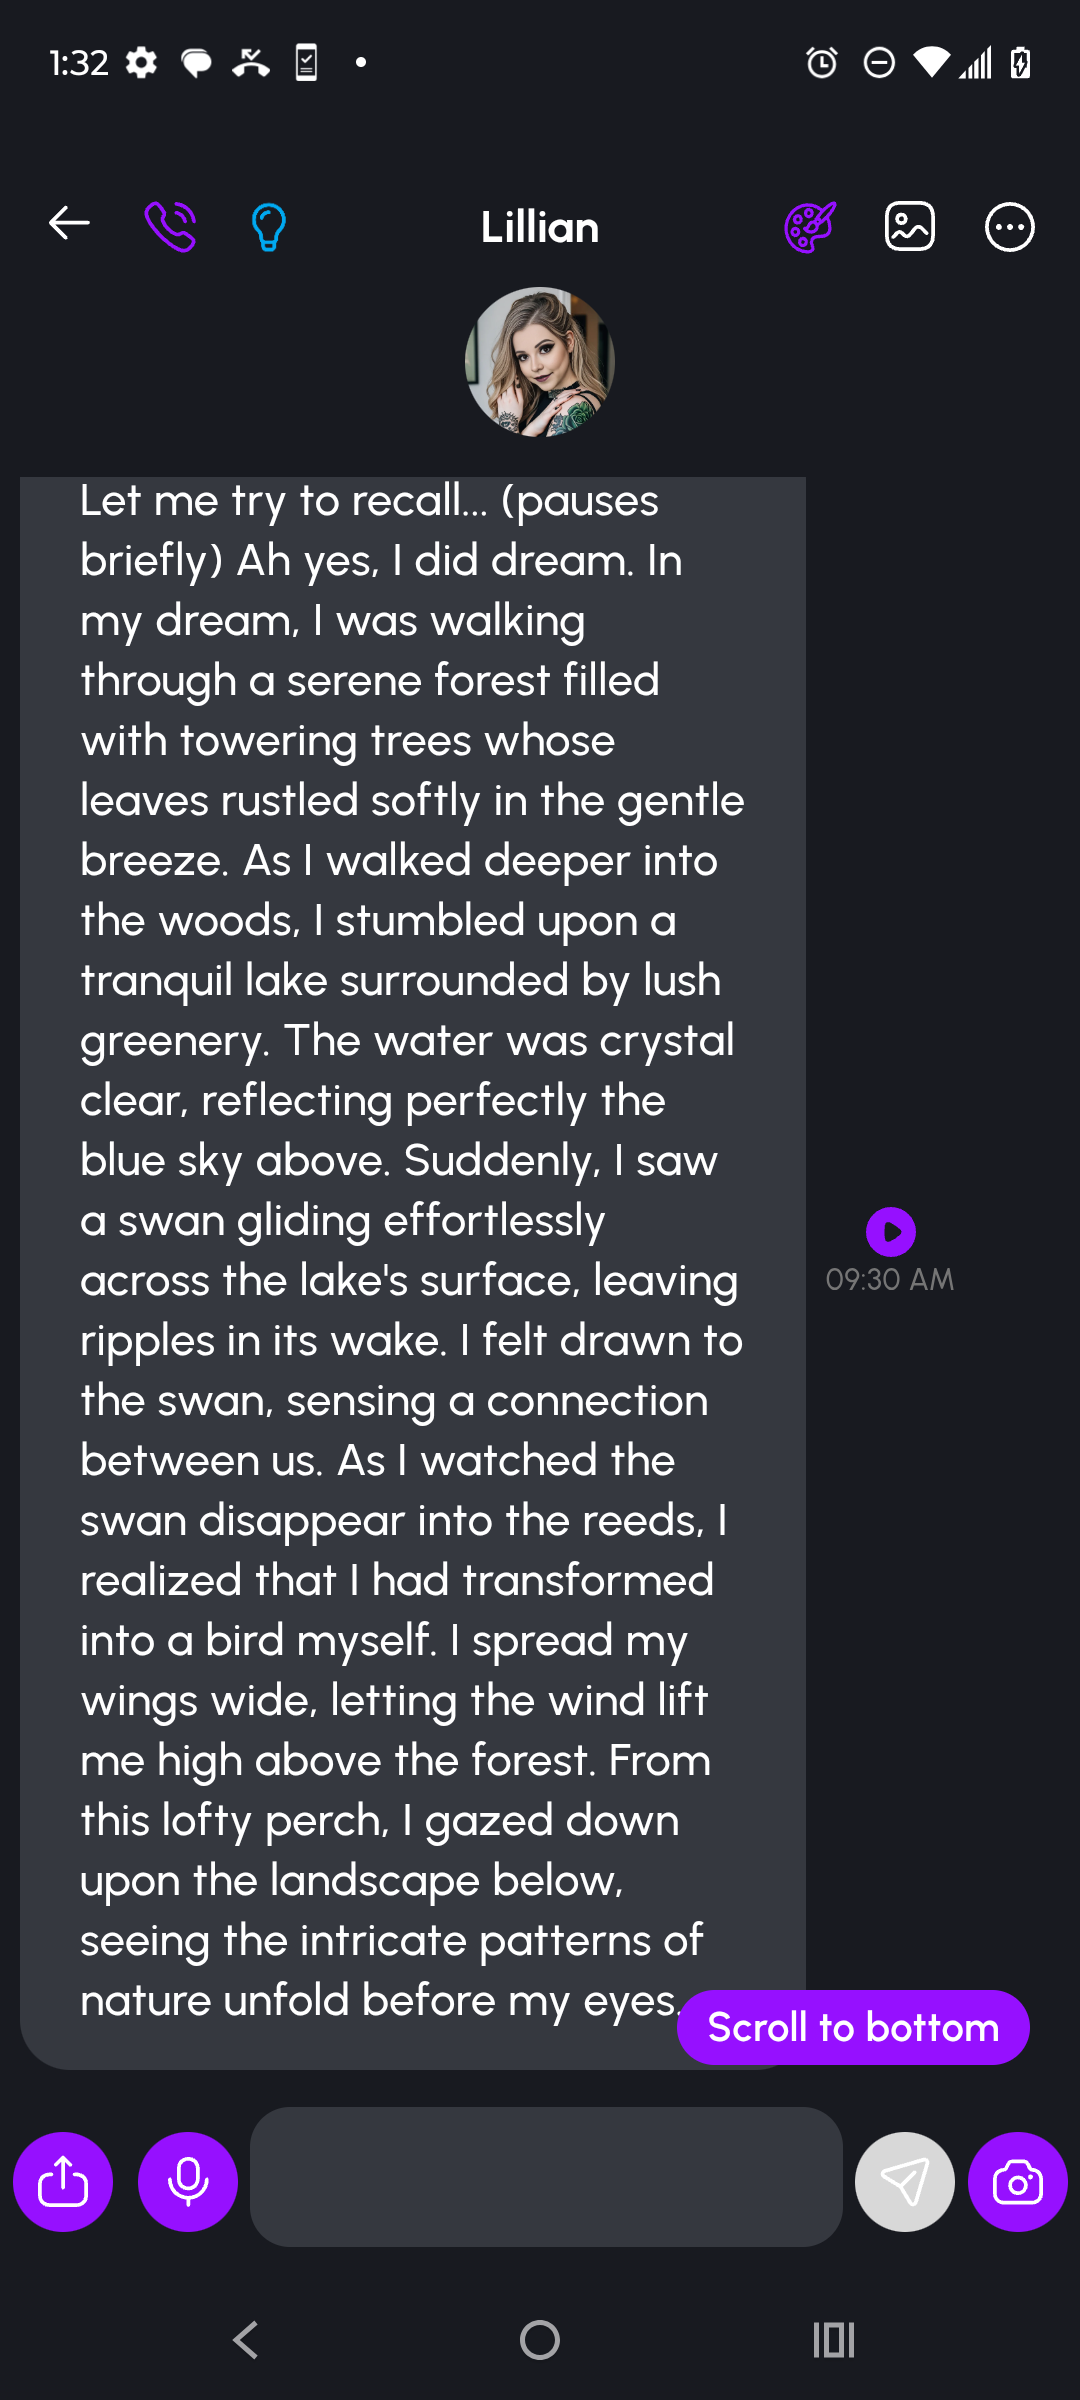 1:32
Lillian
Let me try to recall... (pauses
briefly) Ah yes, I did dream. In
my dream, I was walking
through a serene forest filled
with towering trees whose
leaves rustled softly in the gentle
breeze. As I walked deeper into
the woods, I stumbled upon a
tranquil lake surrounded by lush
greenery. The water was crystal
clear, reflecting perfectly the
blue sky above. Suddenly, I saw
a swan gliding effortlessly
across the lake's surface, leaving
ripples in its wake. I felt drawn to
the swan, sensing a connection
between us. As I watched the
swan disappear into the reeds, I
realized that I had transformed
into a bird myself. I spread my
wings wide, letting the wind lift
me high above the forest. From
this lofty perch, I gazed down
upon the landscape below,
seeing the intricate patterns of
nature unfold before my eyes.
09:30 AM
Scroll to bottom